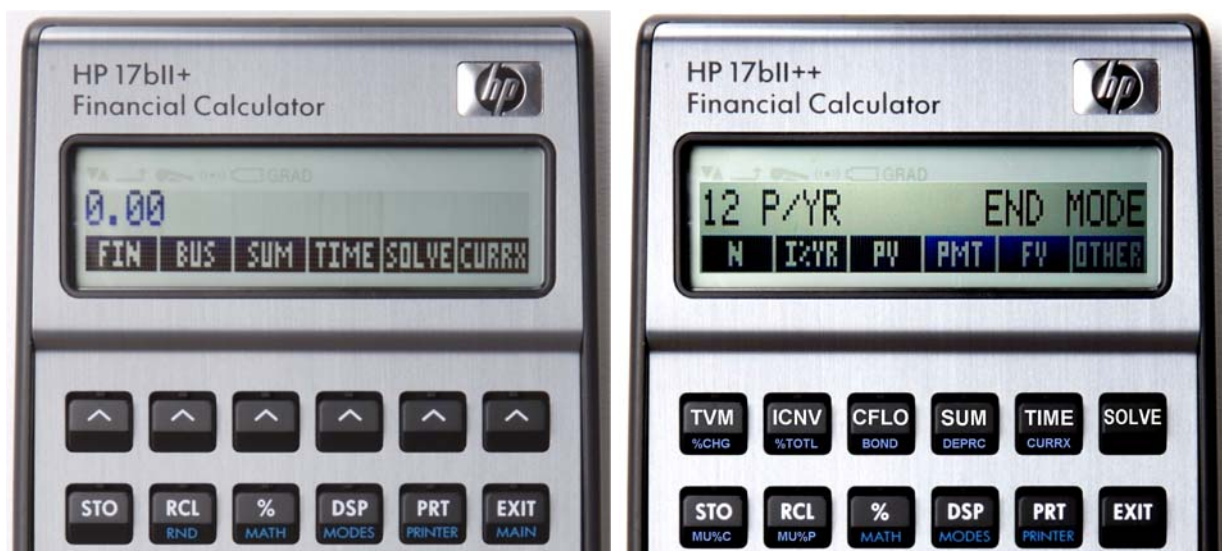 HP 17bII+
Financial Calculator
hp
GRAD
0.00
FIN BUS SUM TIME SOLVE CURRX
^ ^ ^ ^ ^ ^
STO RCL % DSP PRT EXIT
RND MATH MODES PRINTER MAIN
HP 17bII++
Financial Calculator
hp
GRAD
12 P/YR END MODE
N I%YR PV PMT FV OTHER
TVM ICNV CFLO SUM TIME SOLVE
%CHG %TOTL BOND DEPRC CURRX
STO RCL % DSP PRT EXIT
MU%C MU%P MATH MODES PRINTER